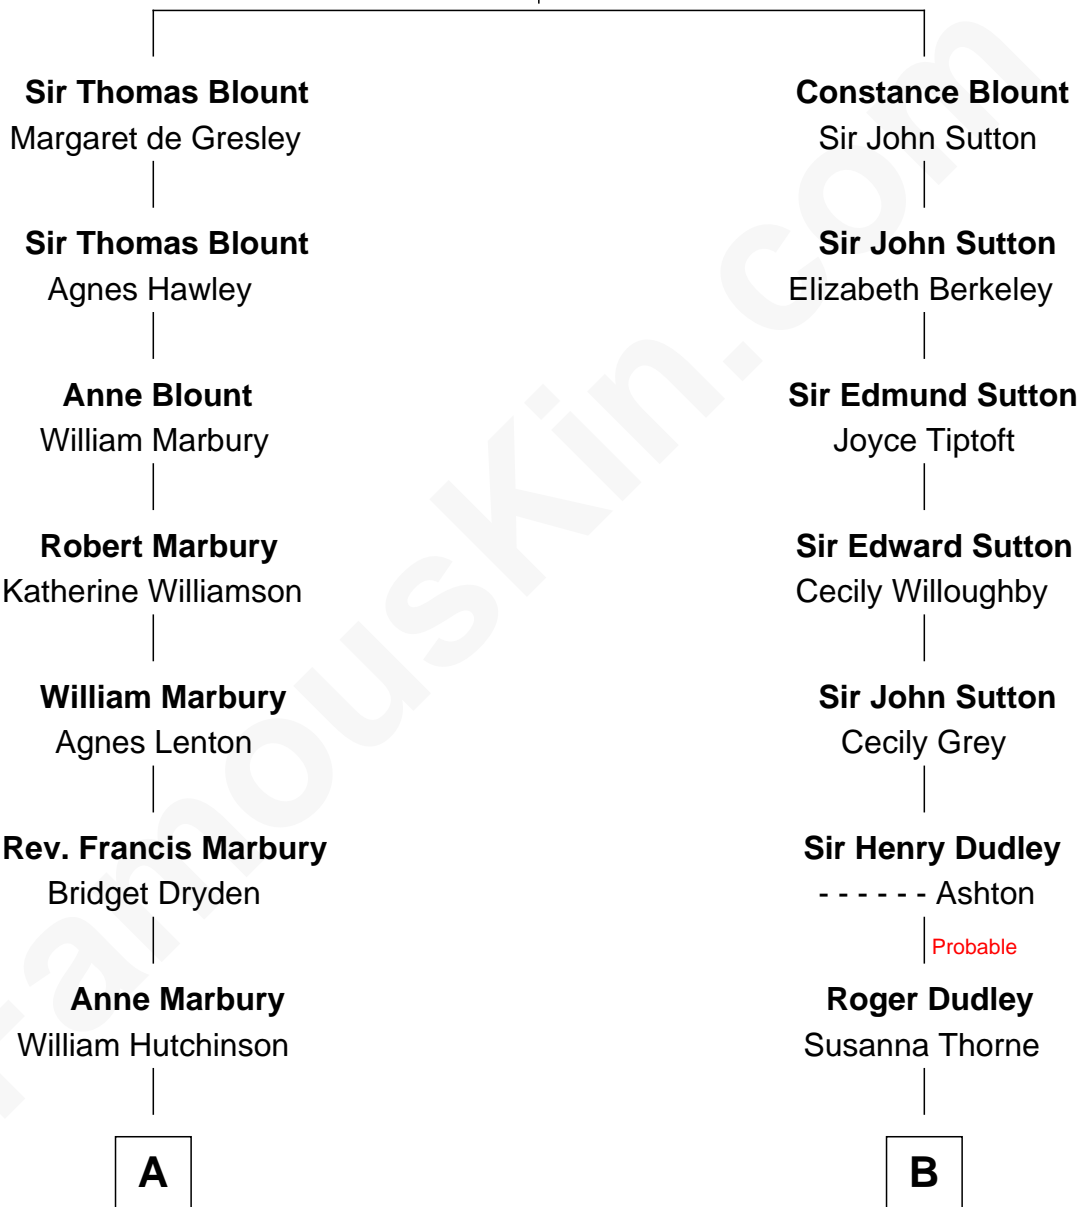 Sir Thomas Blount
Margaret de Gresley
Sir Thomas Blount
Agnes Hawley
Anne Blount
William Marbury
Robert Marbury
Katherine Williamson
William Marbury
Agnes Lenton
Rev. Francis Marbury
Bridget Dryden
Anne Marbury
William Hutchinson
A
Constance Blount
Sir John Sutton
Sir John Sutton
Elizabeth Berkeley
Sir Edmund Sutton
Joyce Tiptoft
Sir Edward Sutton
Cecily Willoughby
Sir John Sutton
Cecily Grey
Sir Henry Dudley
- - - - - - Ashton
Probable
Roger Dudley
Susanna Thorne
B
FamousKin.com